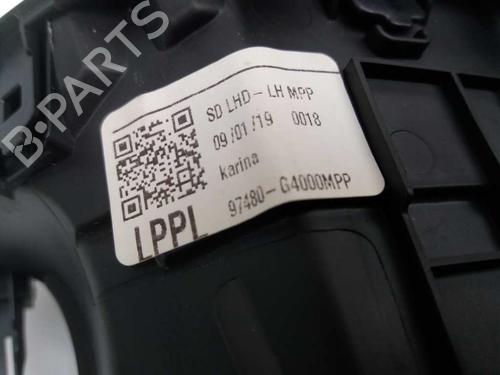 B-PARTS
SD LHD - LH MPP
09/01/19 0018
karina
97480-G4000MPP
LPPL